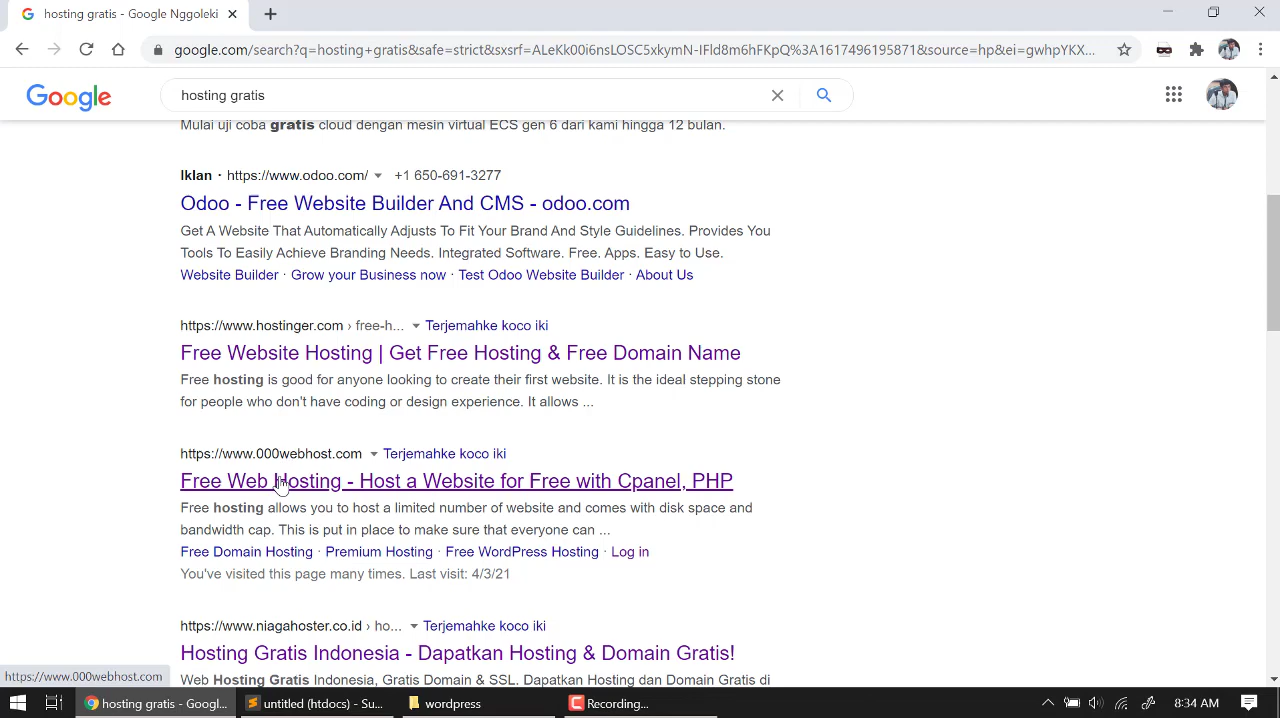 hosting gratis - Google Nggoleki
google.com/search?q=hosting+gratis&safe=strict&sxsrf=ALeKk00i6nsLOSC5xkymN-IFld8m6hFKpQ%3A1617496195871&source=hp&ei=gwhpYKX...
Google
hosting gratis
Mulai uji coba gratis cloud dengan mesin virtual ECS gen 6 dari kami hingga 12 bulan.
Iklan · https://www.odoo.com/ +1 650-691-3277
Odoo - Free Website Builder And CMS - odoo.com
Get A Website That Automatically Adjusts To Fit Your Brand And Style Guidelines. Provides You
Tools To Easily Achieve Branding Needs. Integrated Software. Free. Apps. Easy to Use.
Website Builder · Grow your Business now · Test Odoo Website Builder · About Us
https://www.hostinger.com › free-h... Terjemahke koco iki
Free Website Hosting | Get Free Hosting & Free Domain Name
Free hosting is good for anyone looking to create their first website. It is the ideal stepping stone
for people who don't have coding or design experience. It allows ...
https://www.000webhost.com Terjemahke koco iki
Free Web Hosting - Host a Website for Free with Cpanel, PHP
Free hosting allows you to host a limited number of website and comes with disk space and
bandwidth cap. This is put in place to make sure that everyone can ...
Free Domain Hosting · Premium Hosting · Free WordPress Hosting · Log in
You've visited this page many times. Last visit: 4/3/21
https://www.niagahoster.co.id › ho... Terjemahke koco iki
Hosting Gratis Indonesia - Dapatkan Hosting & Domain Gratis!
Web Hosting Gratis Indonesia, Gratis Domain & SSL. Dapatkan Hosting dan Domain Gratis di
https://www.000webhost.com
hosting gratis - Googl...
untitled (htdocs) - Su...
wordpress
Recording...
8:34 AM